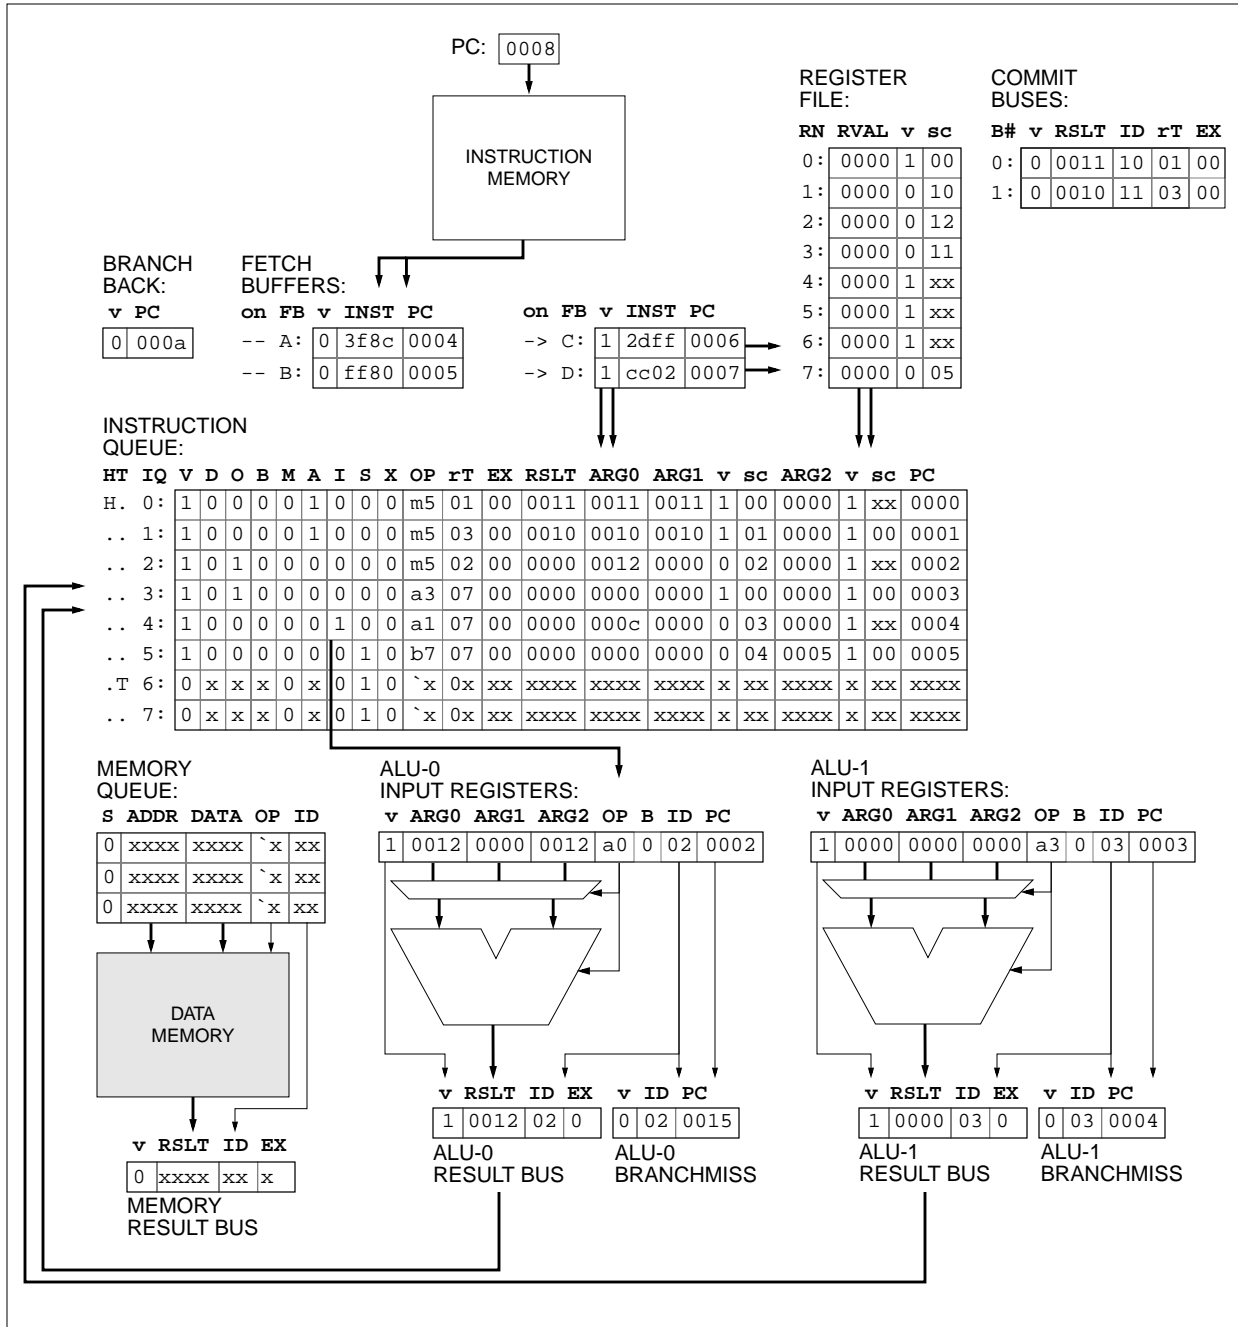 PC: 0008
INSTRUCTION
MEMORY
REGISTER
FILE:
RN RVAL v sc
0: 0000 1 00
1: 0000 0 10
2: 0000 0 12
3: 0000 0 11
4: 0000 1 xx
5: 0000 1 xx
6: 0000 1 xx
7: 0000 0 05
COMMIT
BUSES:
B# v RSLT ID rT EX
0: 0 0011 10 01 00
1: 0 0010 11 03 00
BRANCH
BACK:
v PC
0 000a
FETCH
BUFFERS:
on FB v INST PC
-- A: 0 3f8c 0004
-- B: 0 ff80 0005
on FB v INST PC
-> C: 1 2dff 0006
-> D: 1 cc02 0007
INSTRUCTION
QUEUE:
HT IQ V D O B M A I S X OP rT EX RSLT ARG0 ARG1 v sc ARG2 v sc PC
H. 0: 1 0 0 0 0 1 0 0 0 m5 01 00 0011 0011 0011 1 00 0000 1 xx 0000
.. 1: 1 0 0 0 0 1 0 0 0 m5 03 00 0010 0010 0010 1 01 0000 1 00 0001
.. 2: 1 0 1 0 0 0 0 0 0 m5 02 00 0000 0012 0000 0 02 0000 1 xx 0002
.. 3: 1 0 1 0 0 0 0 0 0 a3 07 00 0000 0000 0000 1 00 0000 1 00 0003
.. 4: 1 0 0 0 0 0 1 0 0 a1 07 00 0000 000c 0000 0 03 0000 1 xx 0004
.. 5: 1 0 0 0 0 0 0 1 0 b7 07 00 0000 0000 0000 0 04 0005 1 00 0005
.T 6: 0 x x x 0 x 0 1 0 `x 0x xx xxxx xxxx xxxx x xx xxxx x xx xxxx
.. 7: 0 x x x 0 x 0 1 0 `x 0x xx xxxx xxxx xxxx x xx xxxx x xx xxxx
MEMORY
QUEUE:
S ADDR DATA OP ID
0 xxxx xxxx `x xx
0 xxxx xxxx `x xx
0 xxxx xxxx `x xx
DATA
MEMORY
v RSLT ID EX
0 xxxx xx x
MEMORY
RESULT BUS
ALU-0
INPUT REGISTERS:
v ARG0 ARG1 ARG2 OP B ID PC
1 0012 0000 0012 a0 0 02 0002
v RSLT ID EX
1 0012 02 0
ALU-0
RESULT BUS
v ID PC
0 02 0015
ALU-0
BRANCHMISS
ALU-1
INPUT REGISTERS:
v ARG0 ARG1 ARG2 OP B ID PC
1 0000 0000 0000 a3 0 03 0003
v RSLT ID EX
1 0000 03 0
ALU-1
RESULT BUS
v ID PC
0 03 0004
ALU-1
BRANCHMISS